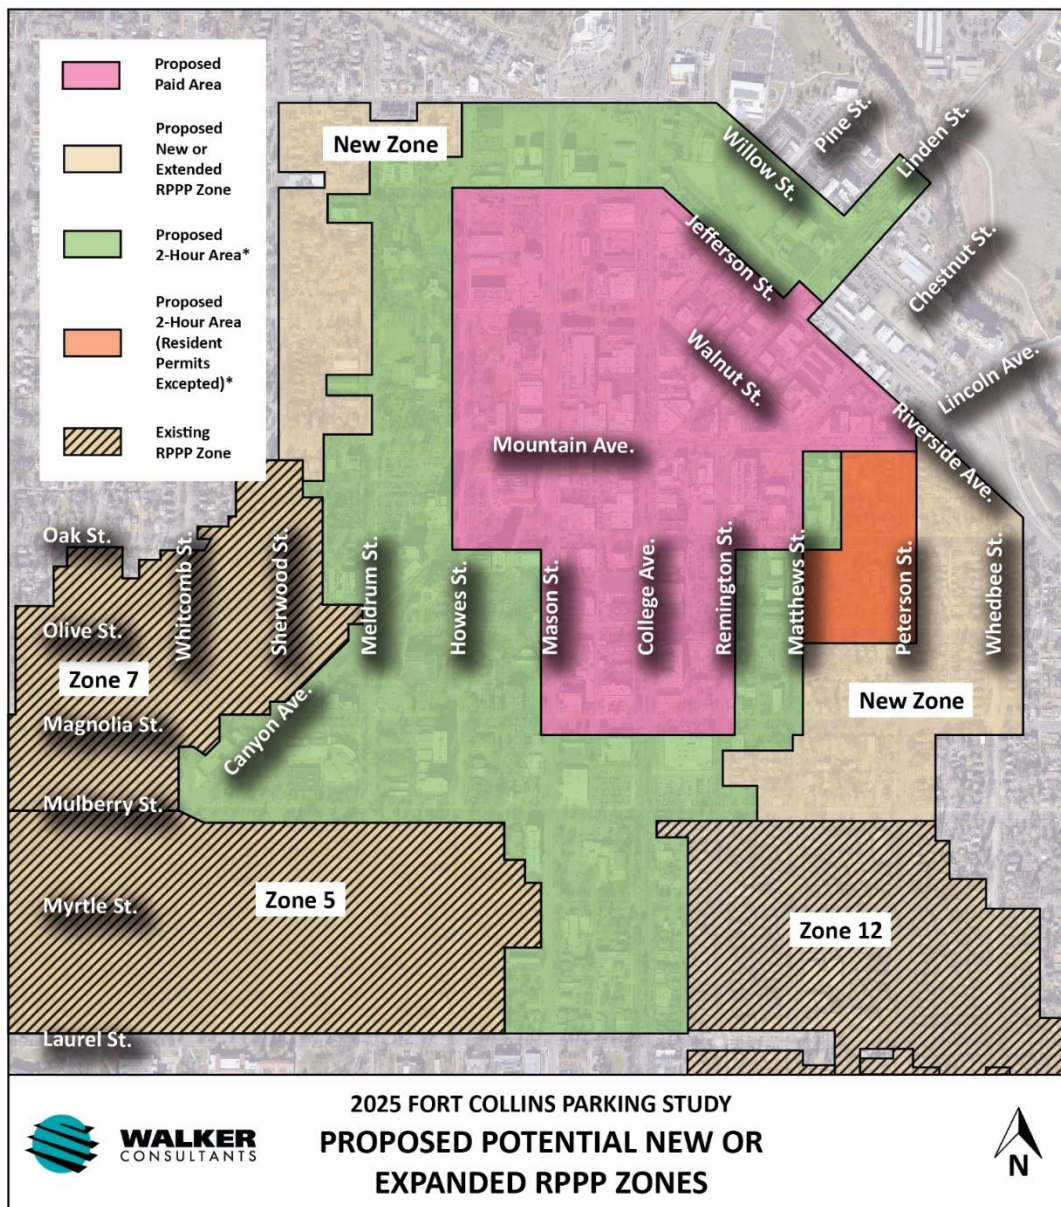 Proposed
Paid Area
Proposed
New or
Extended
RPPP Zone
Proposed
2-Hour Area*
Proposed
2-Hour Area
(Resident
Permits
Excepted)*
Existing
RPPP Zone
New Zone
Willow St.
Pine St.
Linden St.
Jefferson St.
Chestnut St.
Walnut St.
Lincoln Ave.
Riverside Ave.
Mountain Ave.
Oak St.
Whitcomb St.
Sherwood St.
Meldrum St.
Howes St.
Mason St.
College Ave.
Remington St.
Matthews St.
Peterson St.
Whedbee St.
Olive St.
Zone 7
New Zone
Magnolia St.
Canyon Ave.
Mulberry St.
Zone 5
Myrtle St.
Zone 12
Laurel St.
WALKER
CONSULTANTS
2025 FORT COLLINS PARKING STUDY
PROPOSED POTENTIAL NEW OR
EXPANDED RPPP ZONES
N